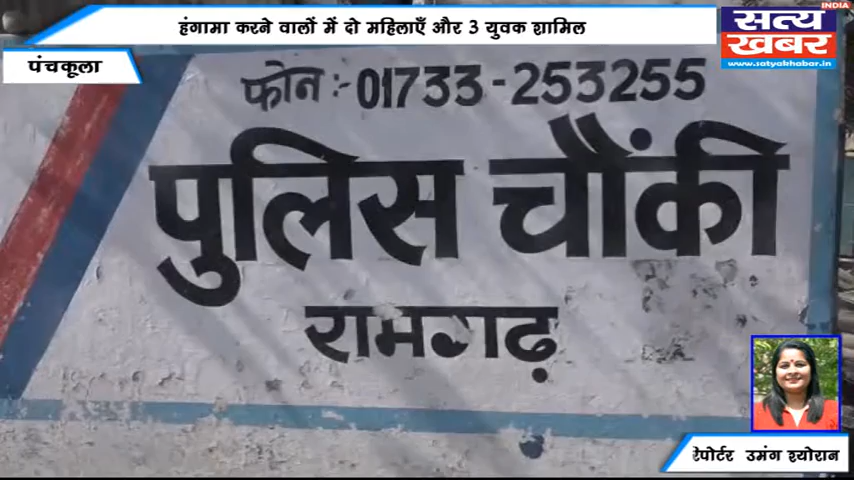 हंगामा करने वालों में दो महिलाएँ और 3 युवक शामिल
INDIA
सत्य
खबर
www.satyakhabar.in
पंचकूला
फोन :- 01733-253255
पुलिस चौंकी
रामगढ़
रिपोर्टर उमंग श्योरान